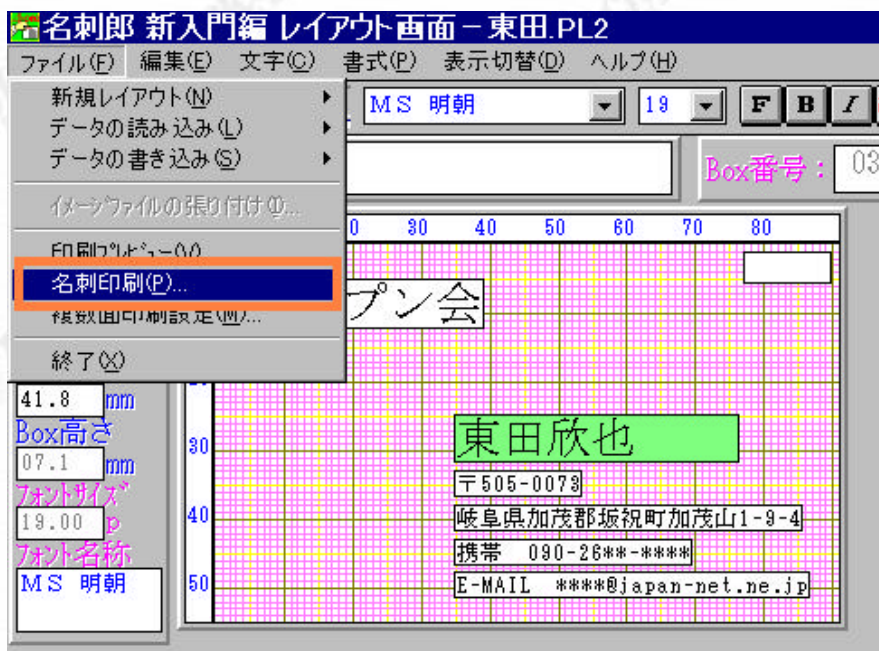 名刺郎 新入門編 レイアウト画面 － 東田.PL2
ファイル(F) 編集(E) 文字(C) 書式(P) 表示切替(D) ヘルプ(H)
新規レイアウト(N)
データの読み込み(L)
データの書き込み(S)
イメージファイルの張り付け(I)...
印刷プレビュー(V)
名刺印刷(P)...
複数面印刷設定(M)...
終了(X)
MS 明朝 19 F B I
Box番号： 03
0 30 40 50 60 70 80
プン会
41.8 mm
Box高さ
07.1 mm
フォントサイズ
19.00 p
フォント名称
MS 明朝
30
40
50
東田欣也
〒505-0073
岐阜県加茂郡坂祝町加茂山1-9-4
携帯 090-26**-****
E-MAIL ****@japan-net.ne.jp